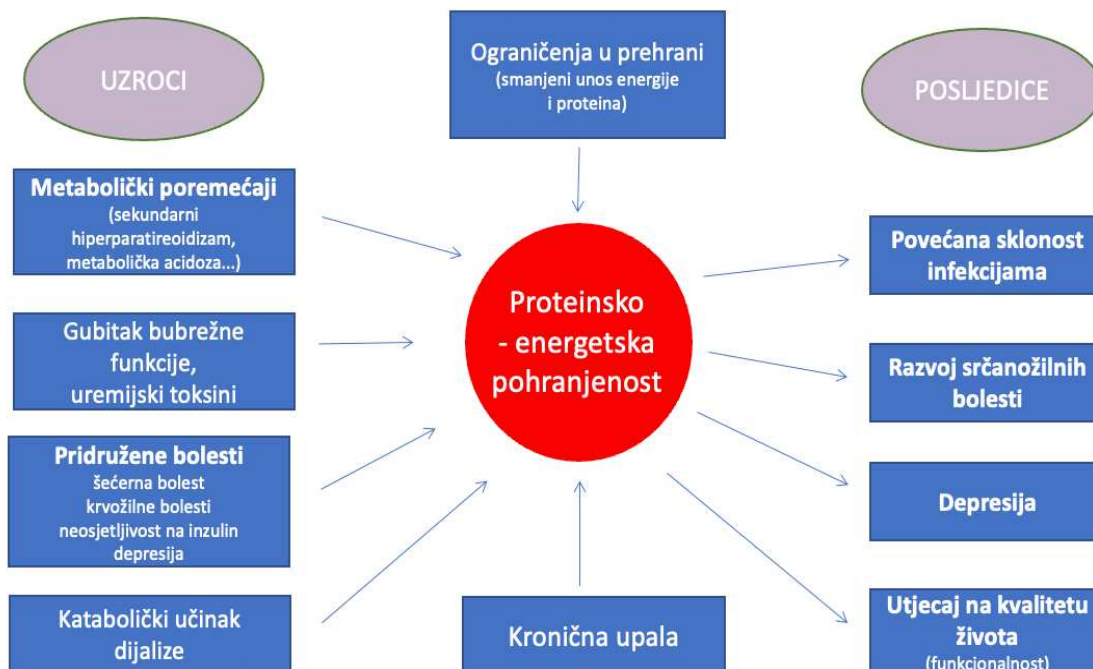 UZROCI
Ograničenja u prehrani
(smanjeni unos energije
i proteina)
POSLJEDICE
Metabolički poremećaji
(sekundarni
hiperparatireoidizam,
metabolička acidoza...)
Gubitak bubrežne
funkcije,
uremijski toksini
Pridružene bolesti
šećerna bolest
krvožilne bolesti
neosjetljivost na inzulin
depresija
Katabolički učinak
dijalize
Proteinsko
- energetska
pohranjenost
Kronična upala
Povećana sklonost
infekcijama
Razvoj srčanožilnih
bolesti
Depresija
Utjecaj na kvalitetu
života
(funkcionalnost)